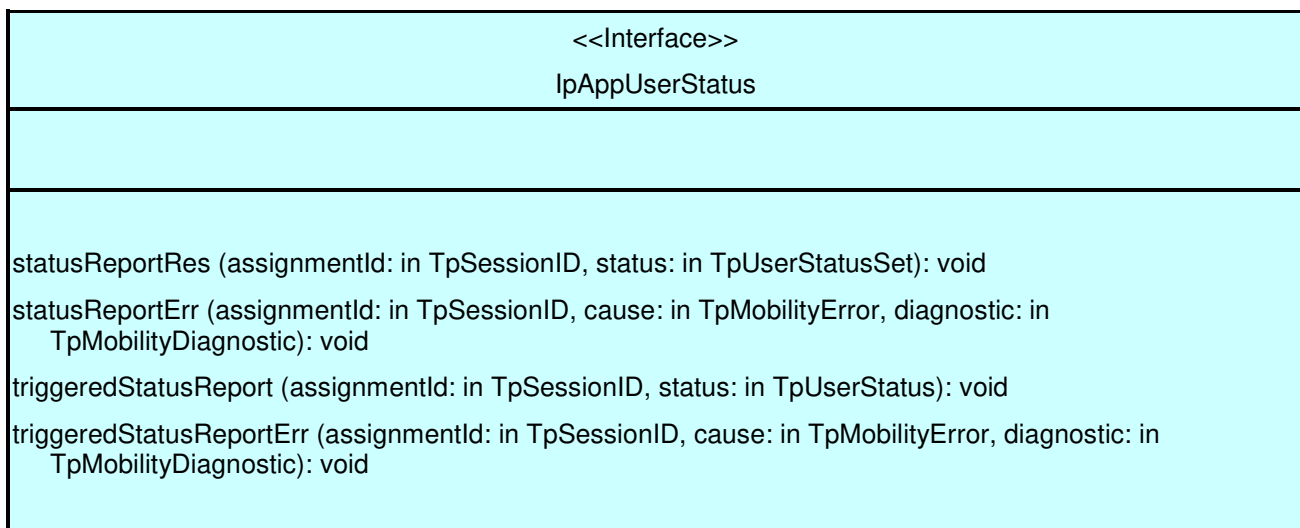 <<Interface>>
IpAppUserStatus
statusReportRes (assignmentId: in TpSessionID, status: in TpUserStatusSet): void
statusReportErr (assignmentId: in TpSessionID, cause: in TpMobilityError, diagnostic: in
TpMobilityDiagnostic): void
triggeredStatusReport (assignmentId: in TpSessionID, status: in TpUserStatus): void
triggeredStatusReportErr (assignmentId: in TpSessionID, cause: in TpMobilityError, diagnostic: in
TpMobilityDiagnostic): void